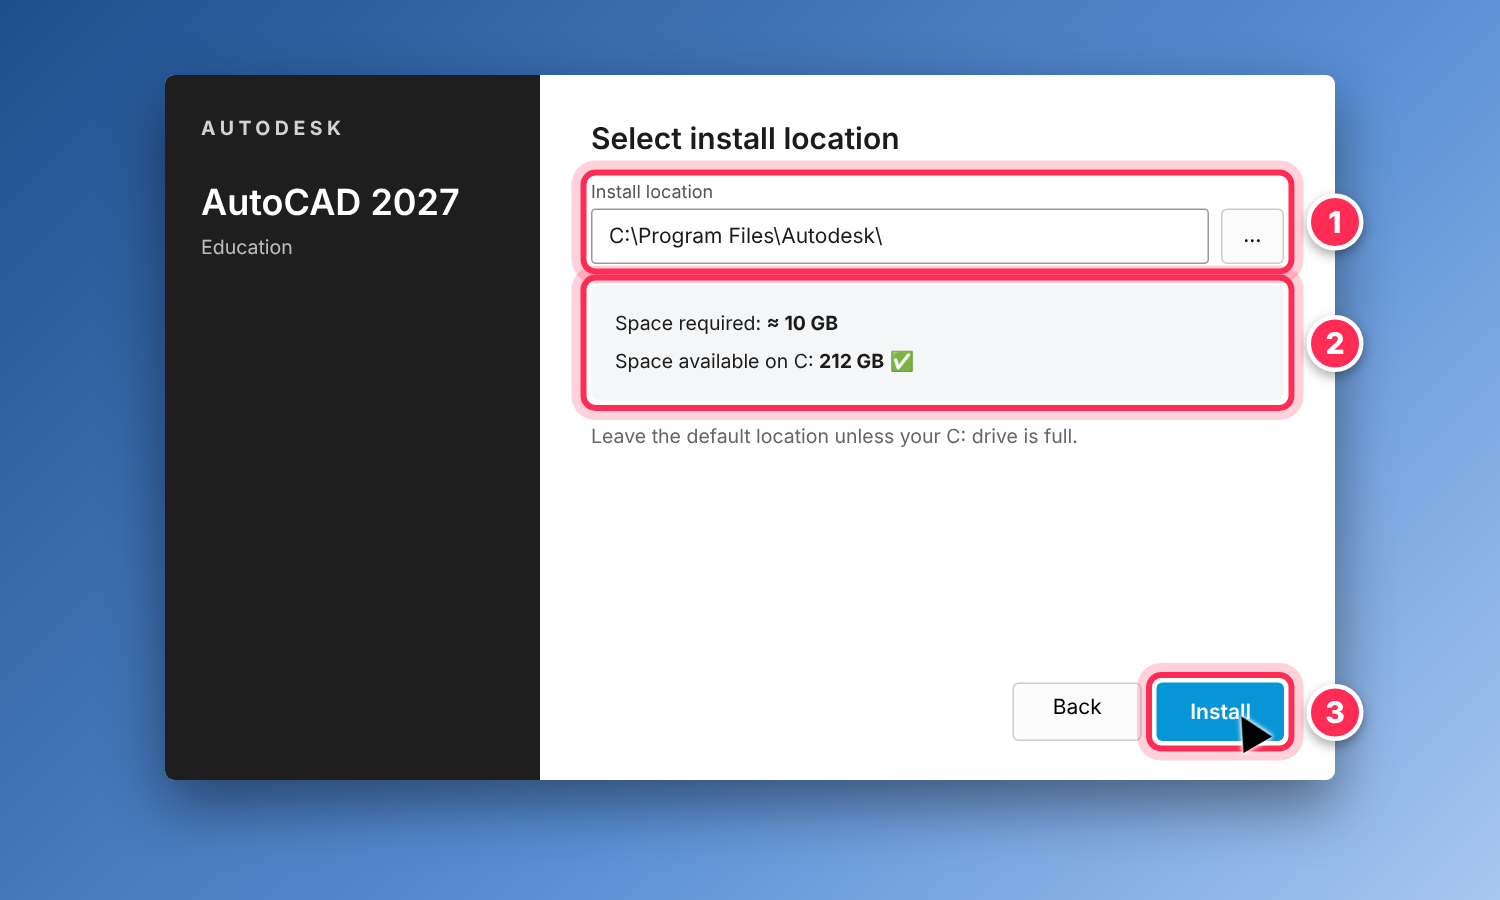 AUTODESK
AutoCAD 2027
Education
Select install location
Install location
C:\Program Files\Autodesk\
...
1
Space required: ≈ 10 GB
Space available on C: 212 GB ✅
2
Leave the default location unless your C: drive is full.
Back
Install
3